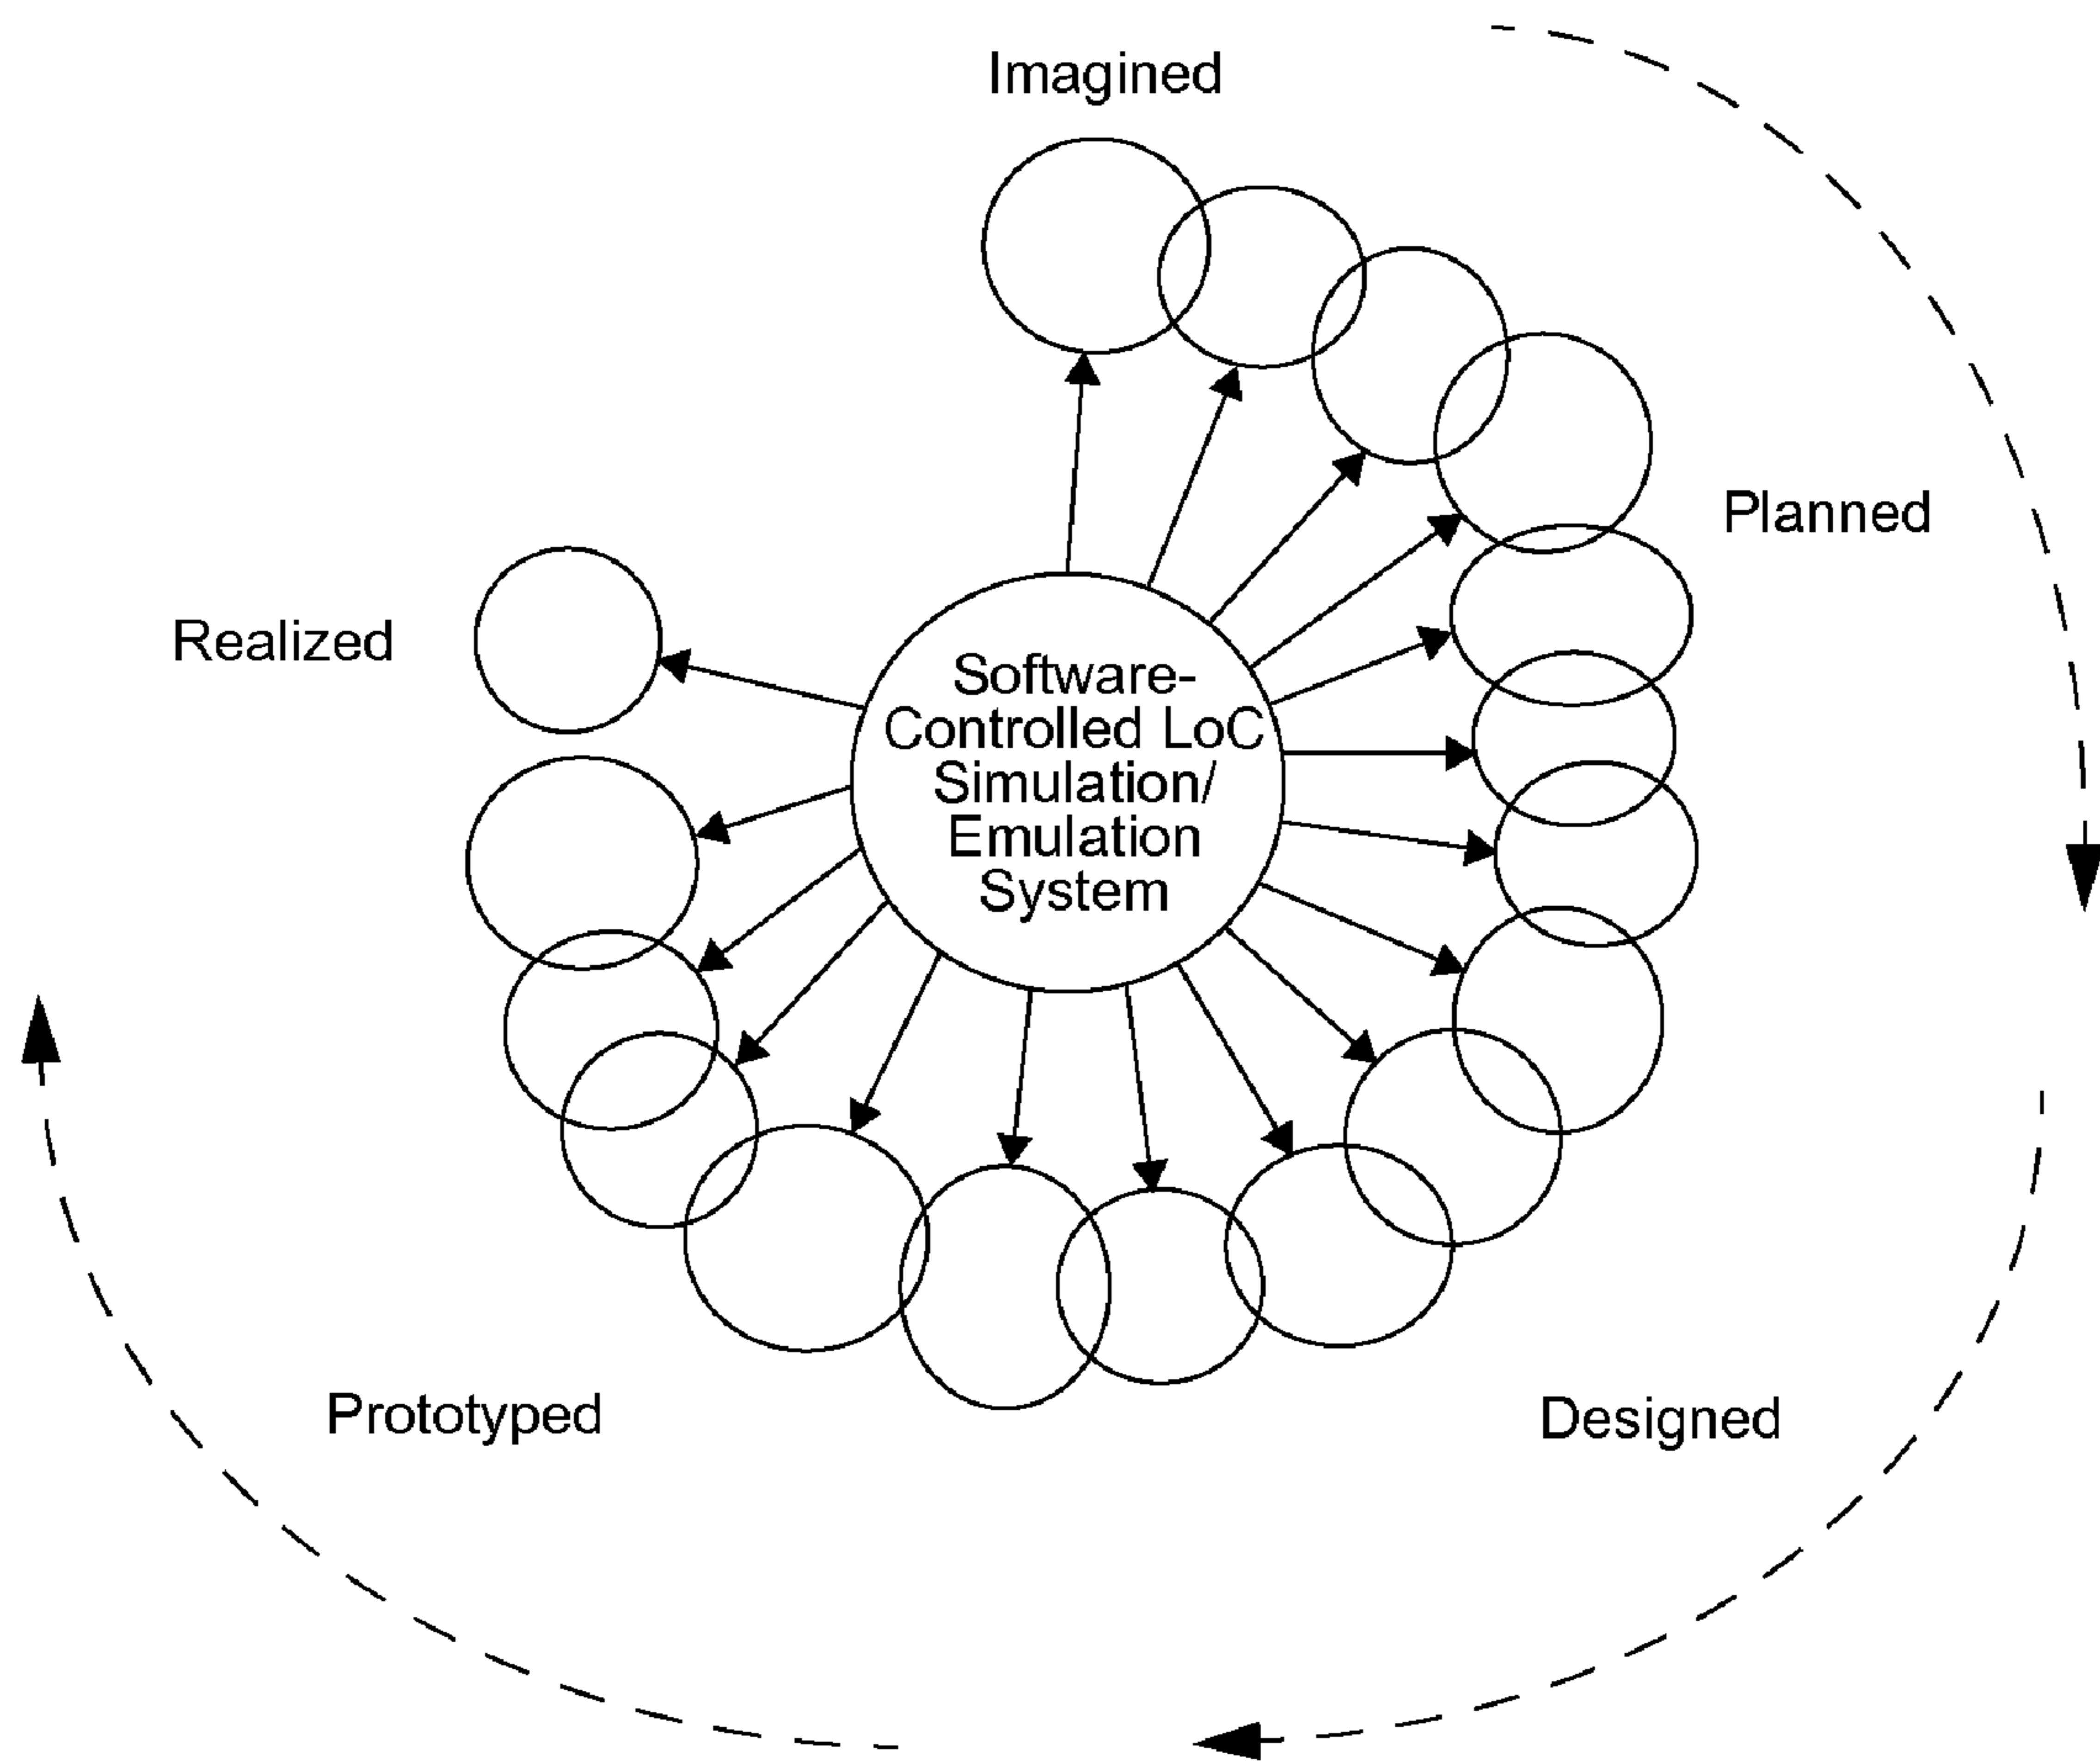 Imagined
Planned
Realized
Software-
Controlled LoC
Simulation/
Emulation
System
Prototyped
Designed